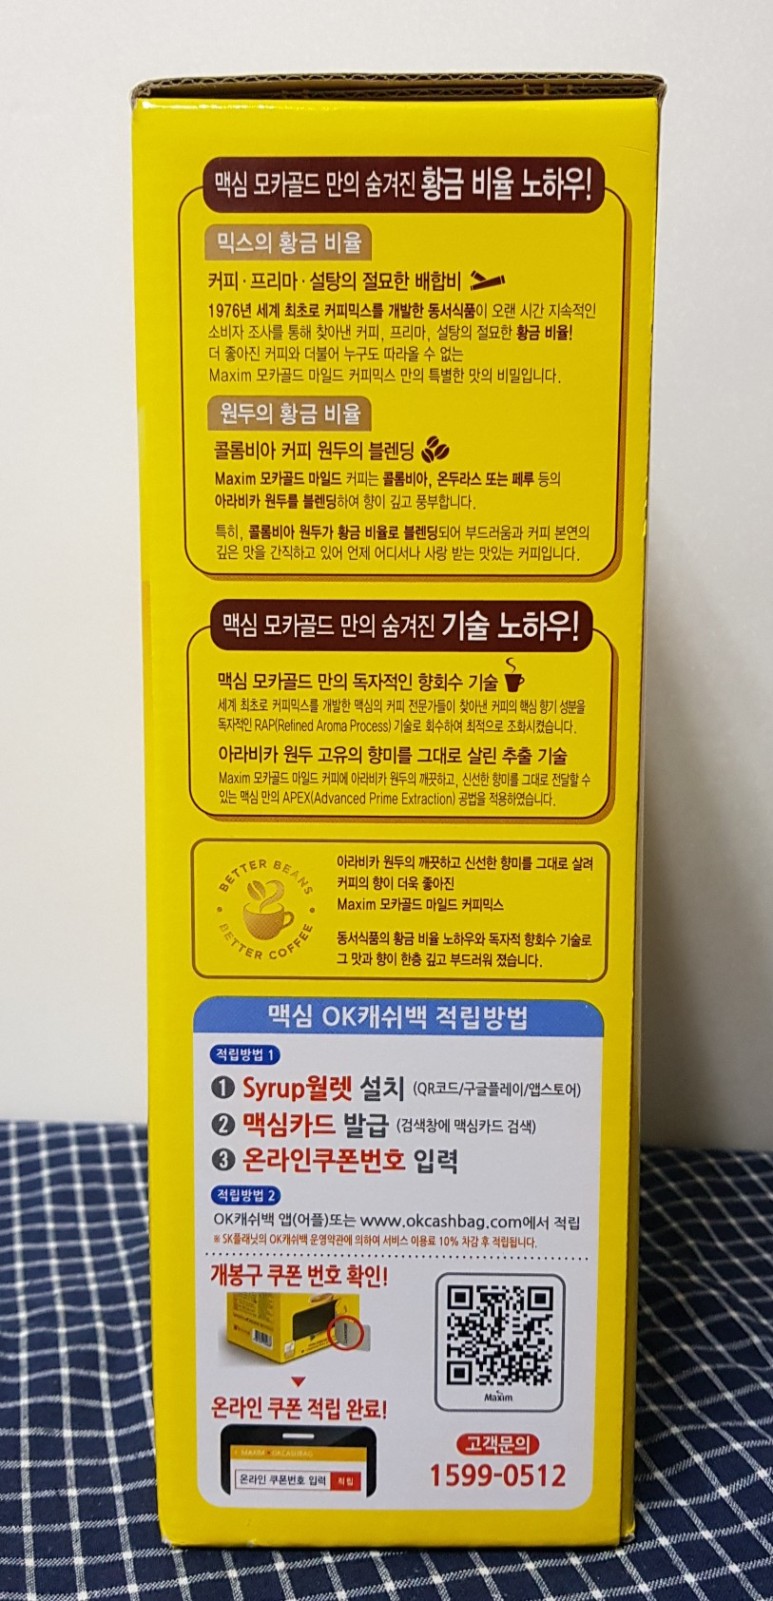 맥심 모카골드 만의 숨겨진 황금 비율 노하우!
믹스의 황금 비율
커피·프리마·설탕의 절묘한 배합비
1976년 세계 최초로 커피믹스를 개발한 동서식품이 오랜 시간 지속적인
소비자 조사를 통해 찾아낸 커피, 프리마, 설탕의 절묘한 황금 비율!
더 좋아진 커피와 더불어 누구도 따라올 수 없는
Maxim 모카골드 마일드 커피믹스 만의 특별한 맛의 비밀입니다.
원두의 황금 비율
콜롬비아 커피 원두의 블렌딩
Maxim 모카골드 마일드 커피는 콜롬비아, 온두라스 또는 페루 등의
아라비카 원두를 블렌딩하여 향이 깊고 풍부합니다.
특히, 콜롬비아 원두가 황금 비율로 블렌딩되어 부드러움과 커피 본연의
깊은 맛을 간직하고 있어 언제 어디서나 사랑 받는 맛있는 커피입니다.
맥심 모카골드 만의 숨겨진 기술 노하우!
맥심 모카골드 만의 독자적인 향회수 기술
세계 최초로 커피믹스를 개발한 맥심의 커피 전문가들이 찾아낸 커피의 핵심 향기 성분을
독자적인 RAP(Refined Aroma Process) 기술로 회수하여 최적으로 조화시켰습니다.
아라비카 원두 고유의 향미를 그대로 살린 추출 기술
Maxim 모카골드 마일드 커피에 아라비카 원두의 깨끗하고, 신선한 향미를 그대로 전달할 수
있는 맥심 만의 APEX(Advanced Prime Extraction) 공법을 적용하였습니다.
BETTER BEANS
BETTER COFFEE
아라비카 원두의 깨끗하고 신선한 향미를 그대로 살려
커피의 향이 더욱 좋아진
Maxim 모카골드 마일드 커피믹스
동서식품의 황금 비율 노하우와 독자적 향회수 기술로
그 맛과 향이 한층 깊고 부드러워 졌습니다.
맥심 OK캐쉬백 적립방법
적립방법 1
1 Syrup월렛 설치 (QR코드/구글플레이/앱스토어)
2 맥심카드 발급 (검색창에 맥심카드 검색)
3 온라인쿠폰번호 입력
적립방법 2
OK캐쉬백 앱(어플)또는 www.okcashbag.com에서 적립
※ SK플래닛의 OK캐쉬백 운영약관에 의하여 서비스 이용료 10% 차감 후 적립됩니다.
개봉구 쿠폰 번호 확인!
온라인 쿠폰 적립 완료!
MAXIM OKCASHBAG
온라인 쿠폰번호 입력 적립
Maxim
고객문의
1599-0512